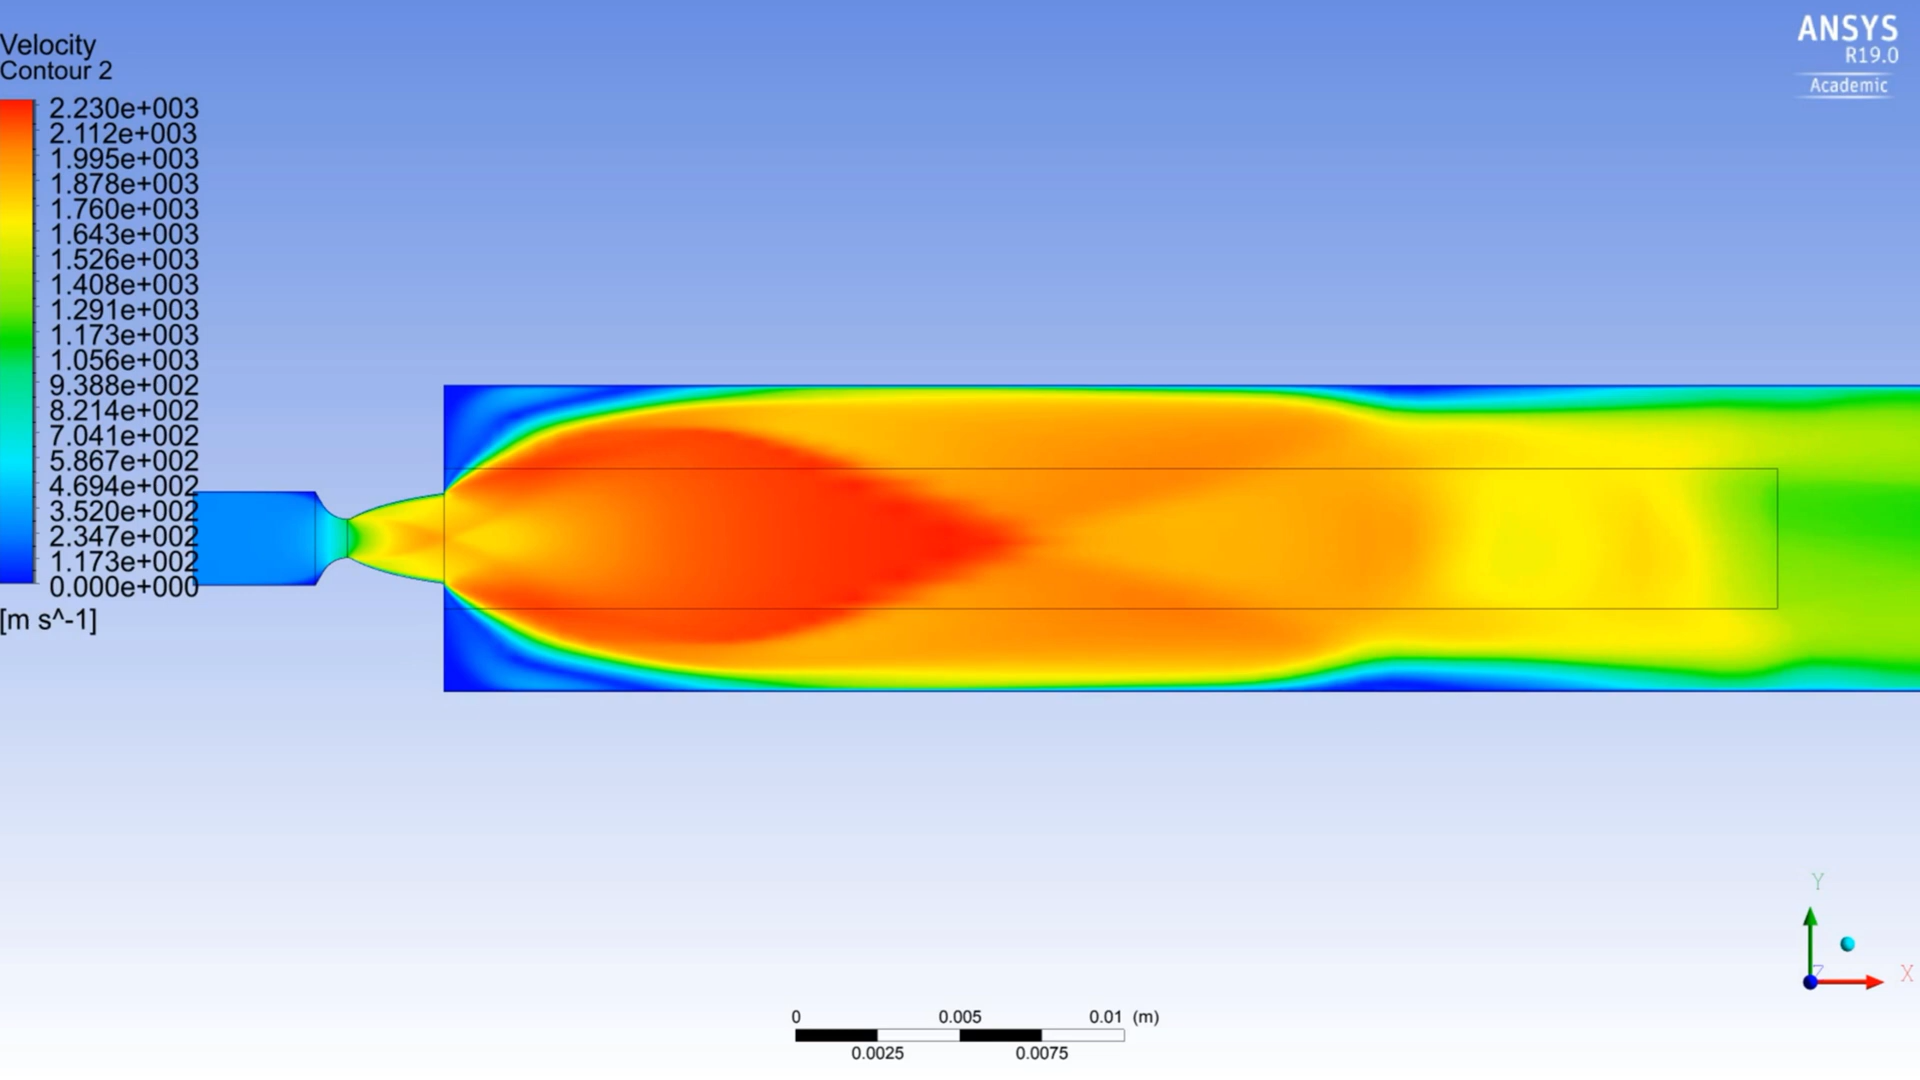 Velocity
Contour 2
2.230e+003
2.112e+003
1.995e+003
1.878e+003
1.760e+003
1.643e+003
1.526e+003
1.408e+003
1.291e+003
1.173e+003
1.056e+003
9.388e+002
8.214e+002
7.041e+002
5.867e+002
4.694e+002
3.520e+002
2.347e+002
1.173e+002
0.000e+000
[m s^-1]
ANSYS
R19.0
Academic
Y
Z
X
0 0.005 0.01 (m)
0.0025 0.0075